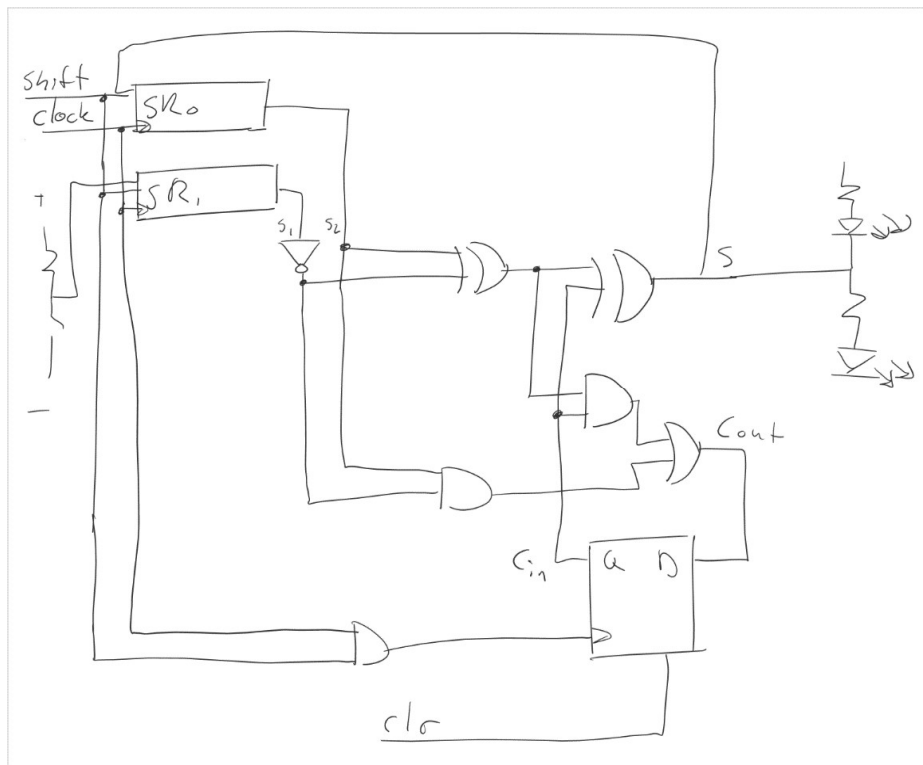 shift
clock
SR0
SR1
+
S1
S2
S
Cout
Cin
Q D
−
clr